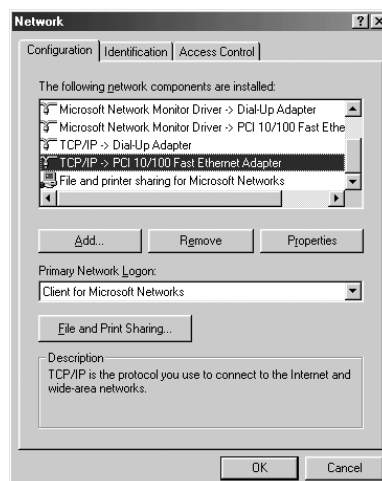 Network
Configuration Identification Access Control
The following network components are installed:
Microsoft Network Monitor Driver -> Dial-Up Adapter
Microsoft Network Monitor Driver -> PCI 10/100 Fast Ethe
TCP/IP -> Dial-Up Adapter
TCP/IP -> PCI 10/100 Fast Ethernet Adapter
File and printer sharing for Microsoft Networks
Add... Remove Properties
Primary Network Logon:
Client for Microsoft Networks
File and Print Sharing...
Description
TCP/IP is the protocol you use to connect to the Internet and
wide-area networks.
OK Cancel